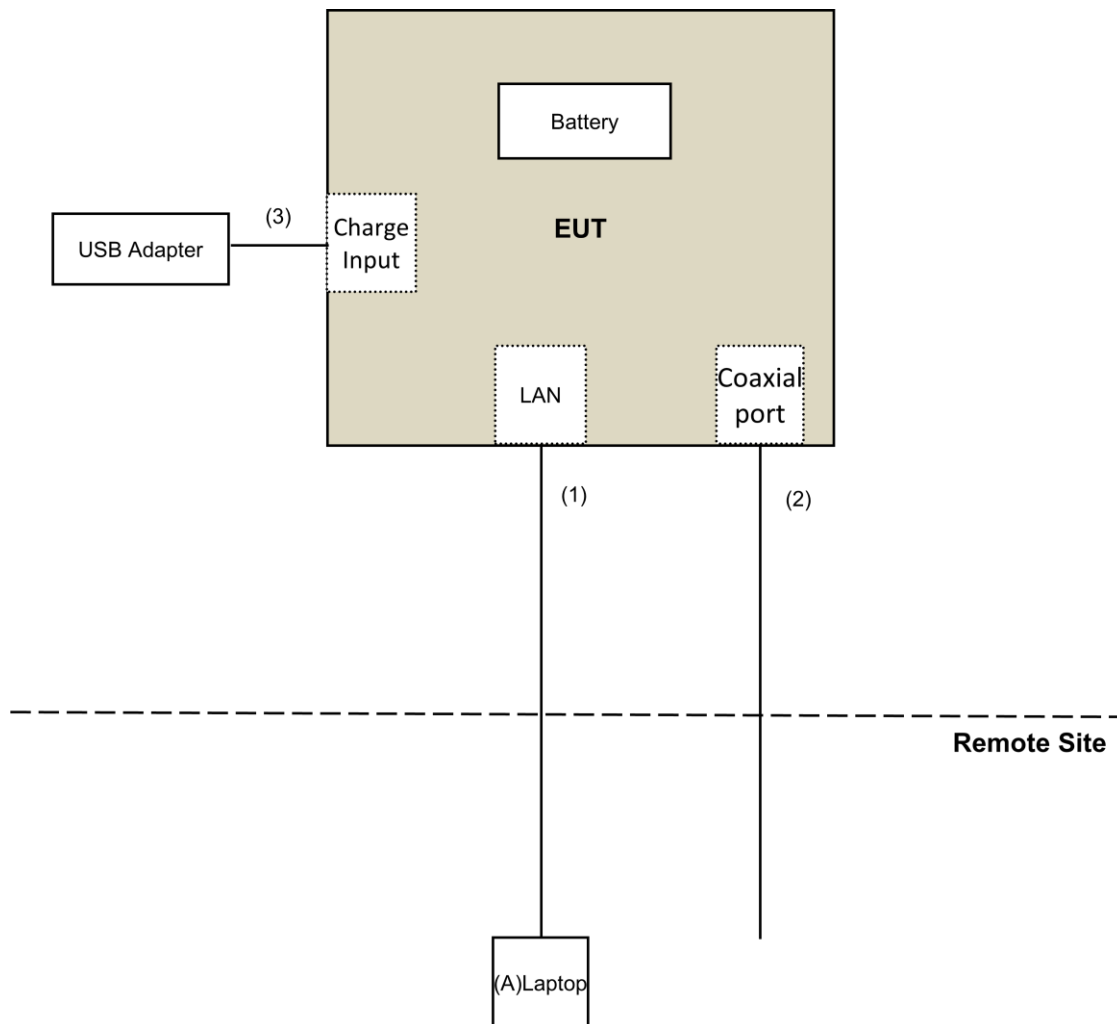 Battery
EUT
(3)
Charge
Input
USB Adapter
LAN
Coaxial
port
(1)
(2)
Remote Site
(A)Laptop